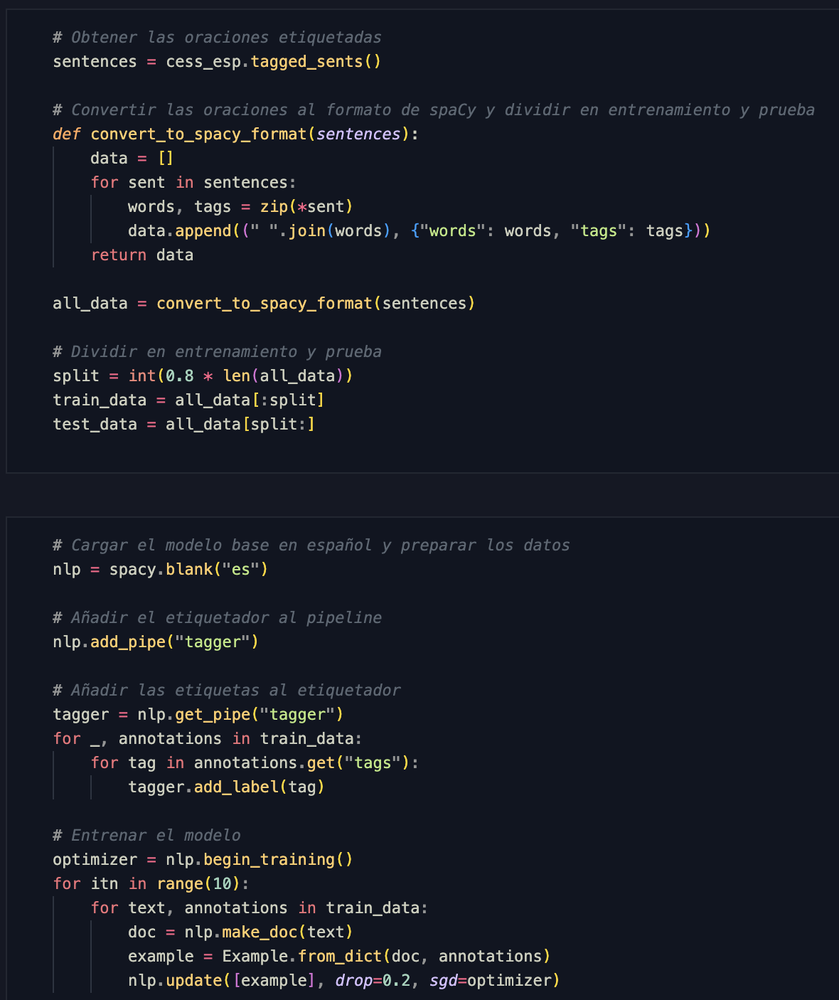 # Obtener las oraciones etiquetadas
sentences = cess_esp.tagged_sents()
# Convertir las oraciones al formato de spaCy y dividir en entrenamiento y prueba
def convert_to_spacy_format(sentences):
    data = []
    for sent in sentences:
        words, tags = zip(*sent)
        data.append((" ".join(words), {"words": words, "tags": tags}))
    return data
all_data = convert_to_spacy_format(sentences)
# Dividir en entrenamiento y prueba
split = int(0.8 * len(all_data))
train_data = all_data[:split]
test_data = all_data[split:]
# Cargar el modelo base en español y preparar los datos
nlp = spacy.blank("es")
# Añadir el etiquetador al pipeline
nlp.add_pipe("tagger")
# Añadir las etiquetas al etiquetador
tagger = nlp.get_pipe("tagger")
for _, annotations in train_data:
    for tag in annotations.get("tags"):
        tagger.add_label(tag)
# Entrenar el modelo
optimizer = nlp.begin_training()
for itn in range(10):
    for text, annotations in train_data:
        doc = nlp.make_doc(text)
        example = Example.from_dict(doc, annotations)
        nlp.update([example], drop=0.2, sgd=optimizer)